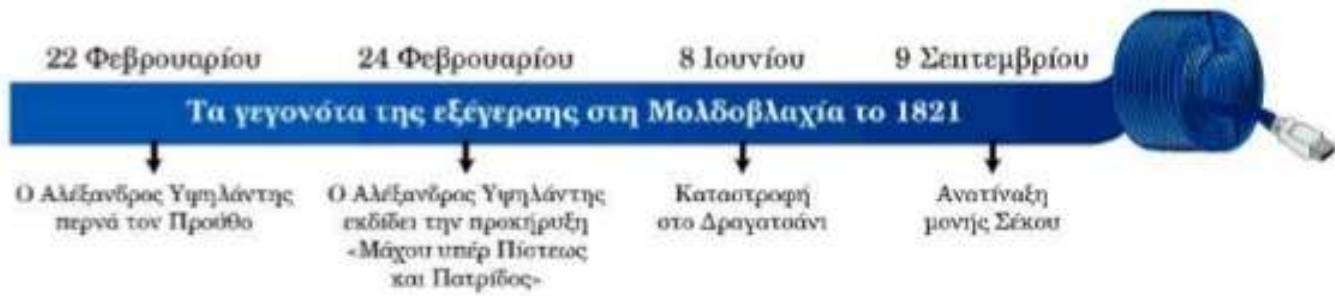 22 Φεβρουαρίου
24 Φεβρουαρίου
8 Ιουνίου
9 Σεπτεμβρίου
Τα γεγονότα της εξέγερσης στη Μολδοβλαχία το 1821
Ο Αλέξανδρος Υψηλάντης
περνά τον Προύθο
Ο Αλέξανδρος Υψηλάντης
εκδίδει την προκήρυξη
«Μάχου υπέρ Πίστεως
και Πατρίδος»
Καταστροφή
στο Δραγατσάνι
Ανατίναξη
μονής Σέκου